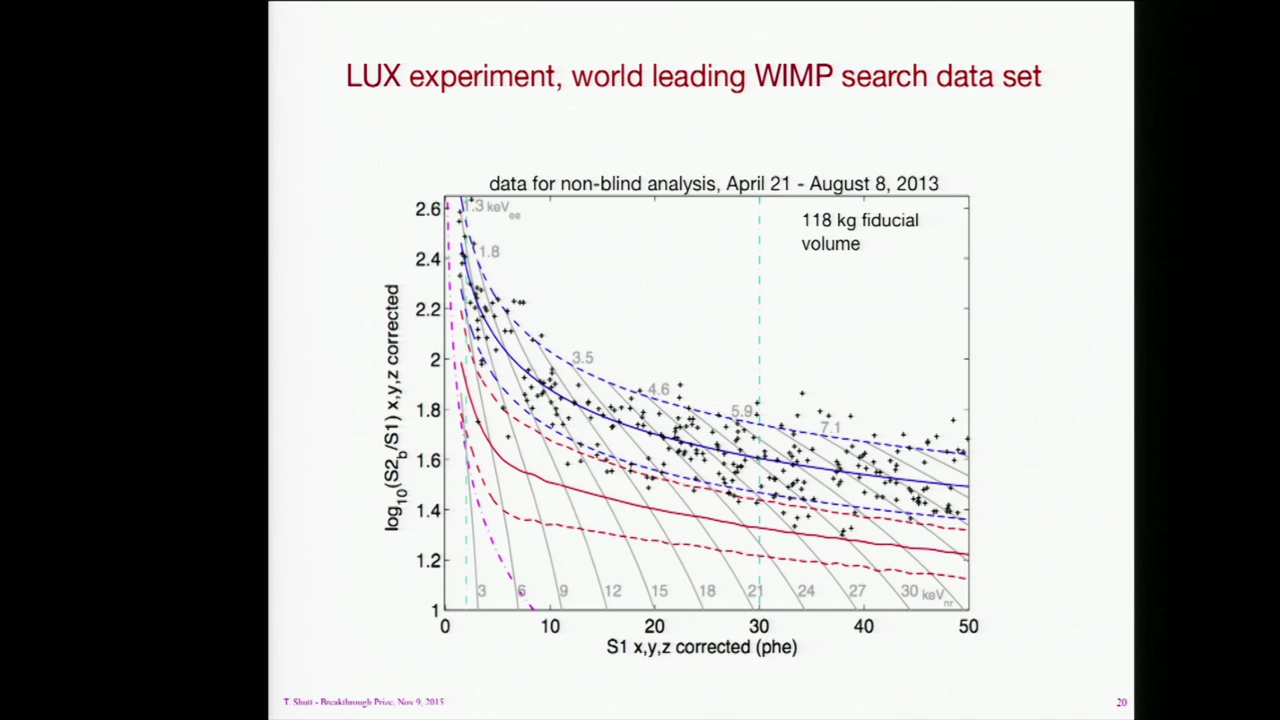 LUX experiment, world leading WIMP search data set
data for non-blind analysis, April 21 - August 8, 2013
118 kg fiducial
volume
log10(S2b/S1) x,y,z corrected
2.6
2.4
2.2
2
1.8
1.6
1.4
1.2
1
1.3 keVee
1.8
3.5
4.6
5.9
7.1
3 6 9 12 15 18 21 24 27 30 keVnr
0 10 20 30 40 50
S1 x,y,z corrected (phe)
T. Shutt - Breakthrough Prize, Nov 9, 2015
20